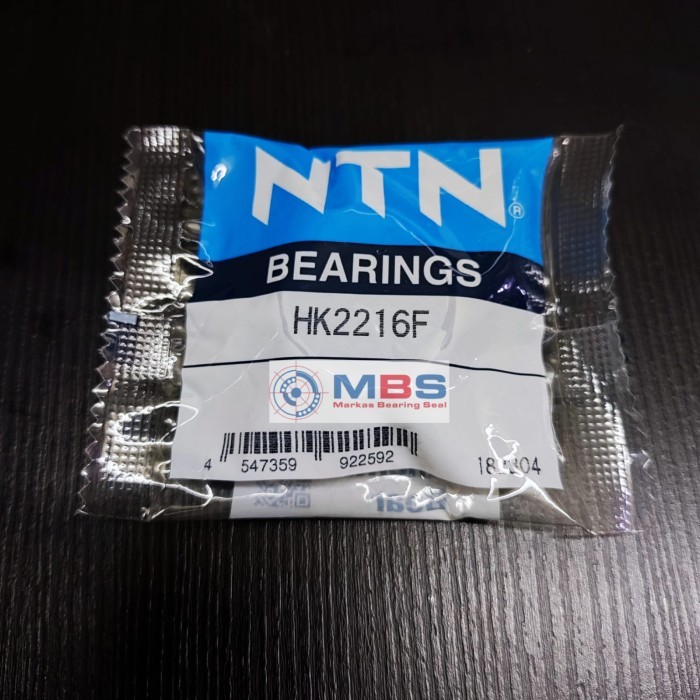 NTN®
BEARINGS
HK2216F
MBS
Markas Bearing Seal
4 547359 922592